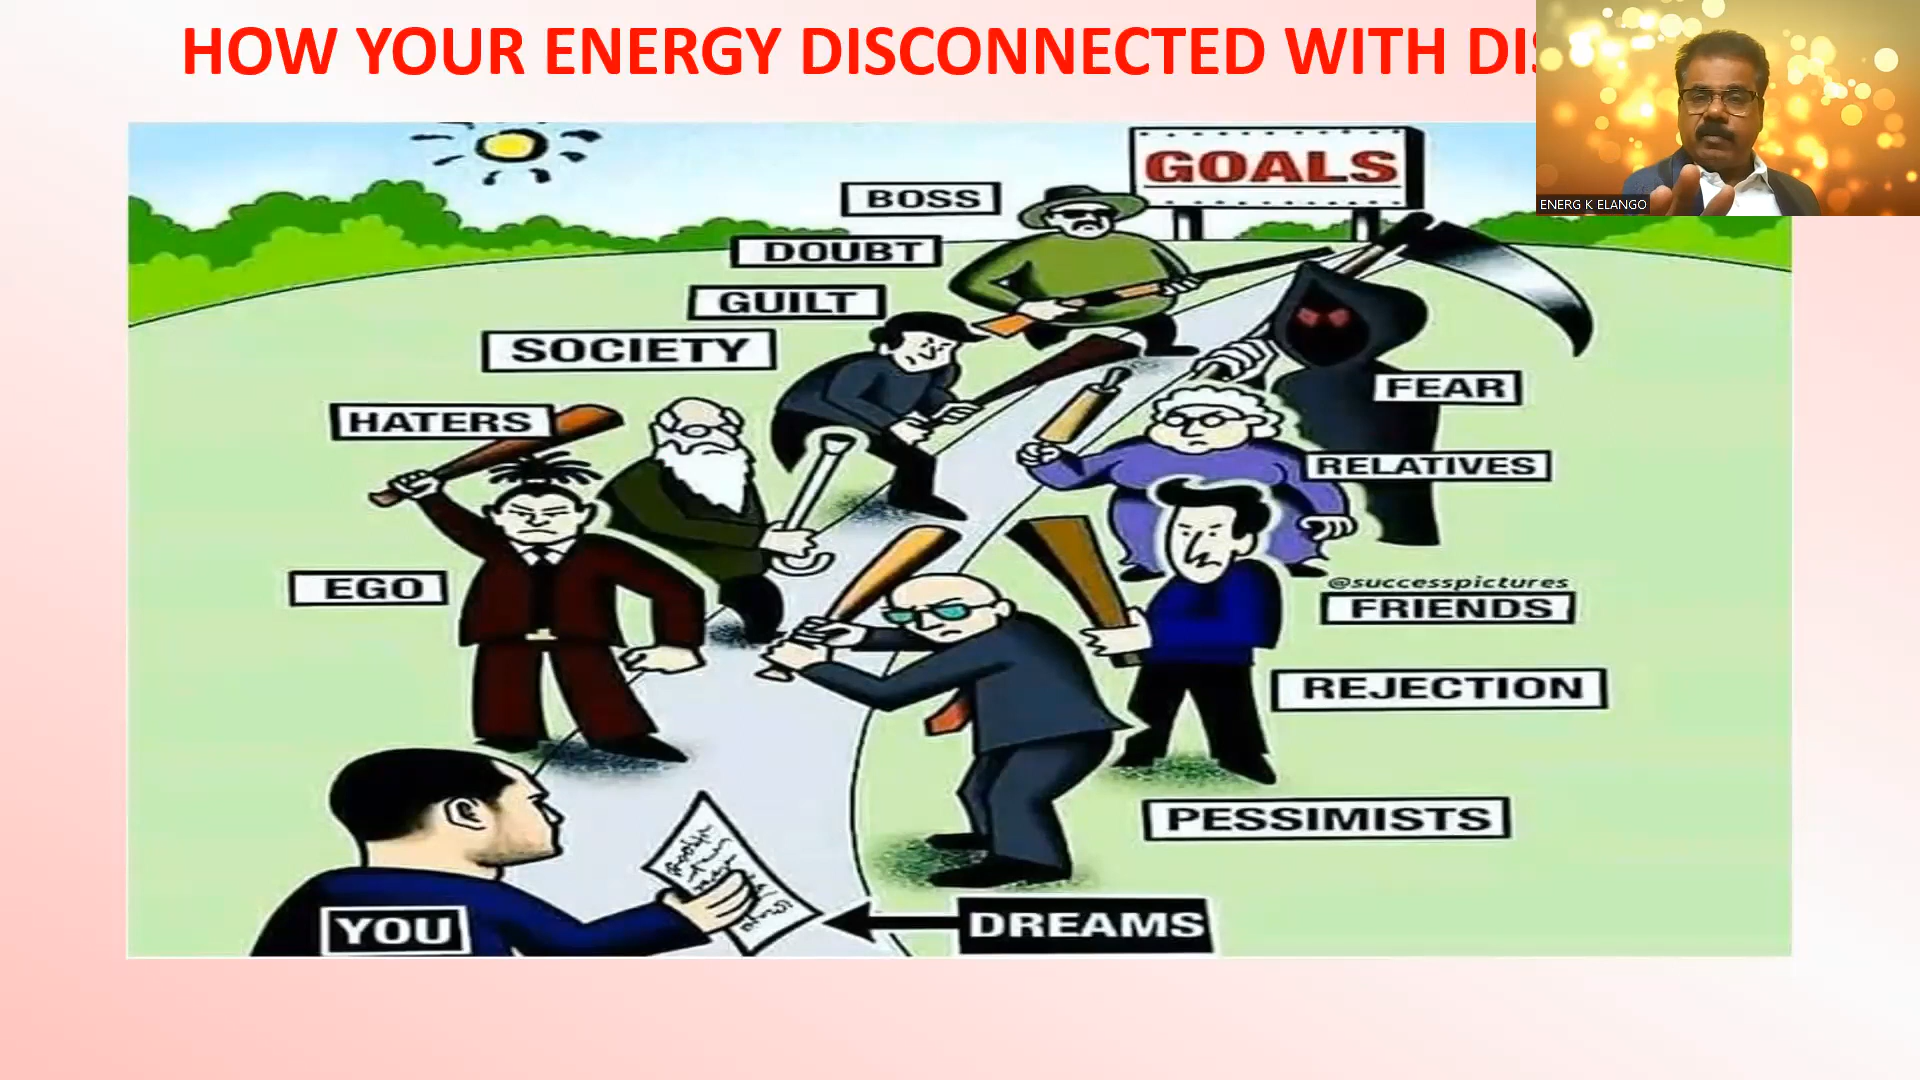 HOW YOUR ENERGY DISCONNECTED WITH
ENERG K ELANGO
GOALS
BOSS
DOUBT
GUILT
SOCIETY
FEAR
HATERS
RELATIVES
EGO
@successpictures
FRIENDS
REJECTION
PESSIMISTS
YOU
DREAMS